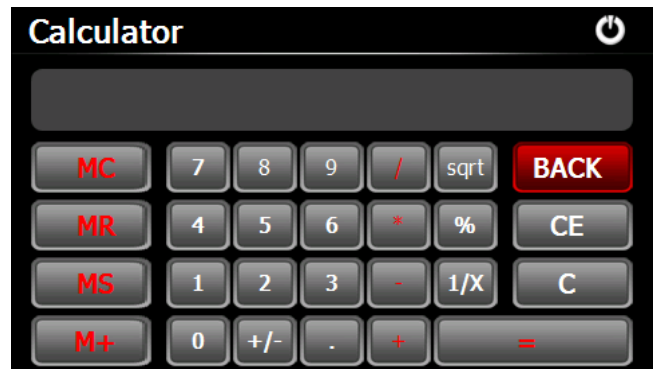 Calculator
MC 7 8 9 / sqrt BACK
MR 4 5 6 * % CE
MS 1 2 3 - 1/X C
M+ 0 +/- . + =